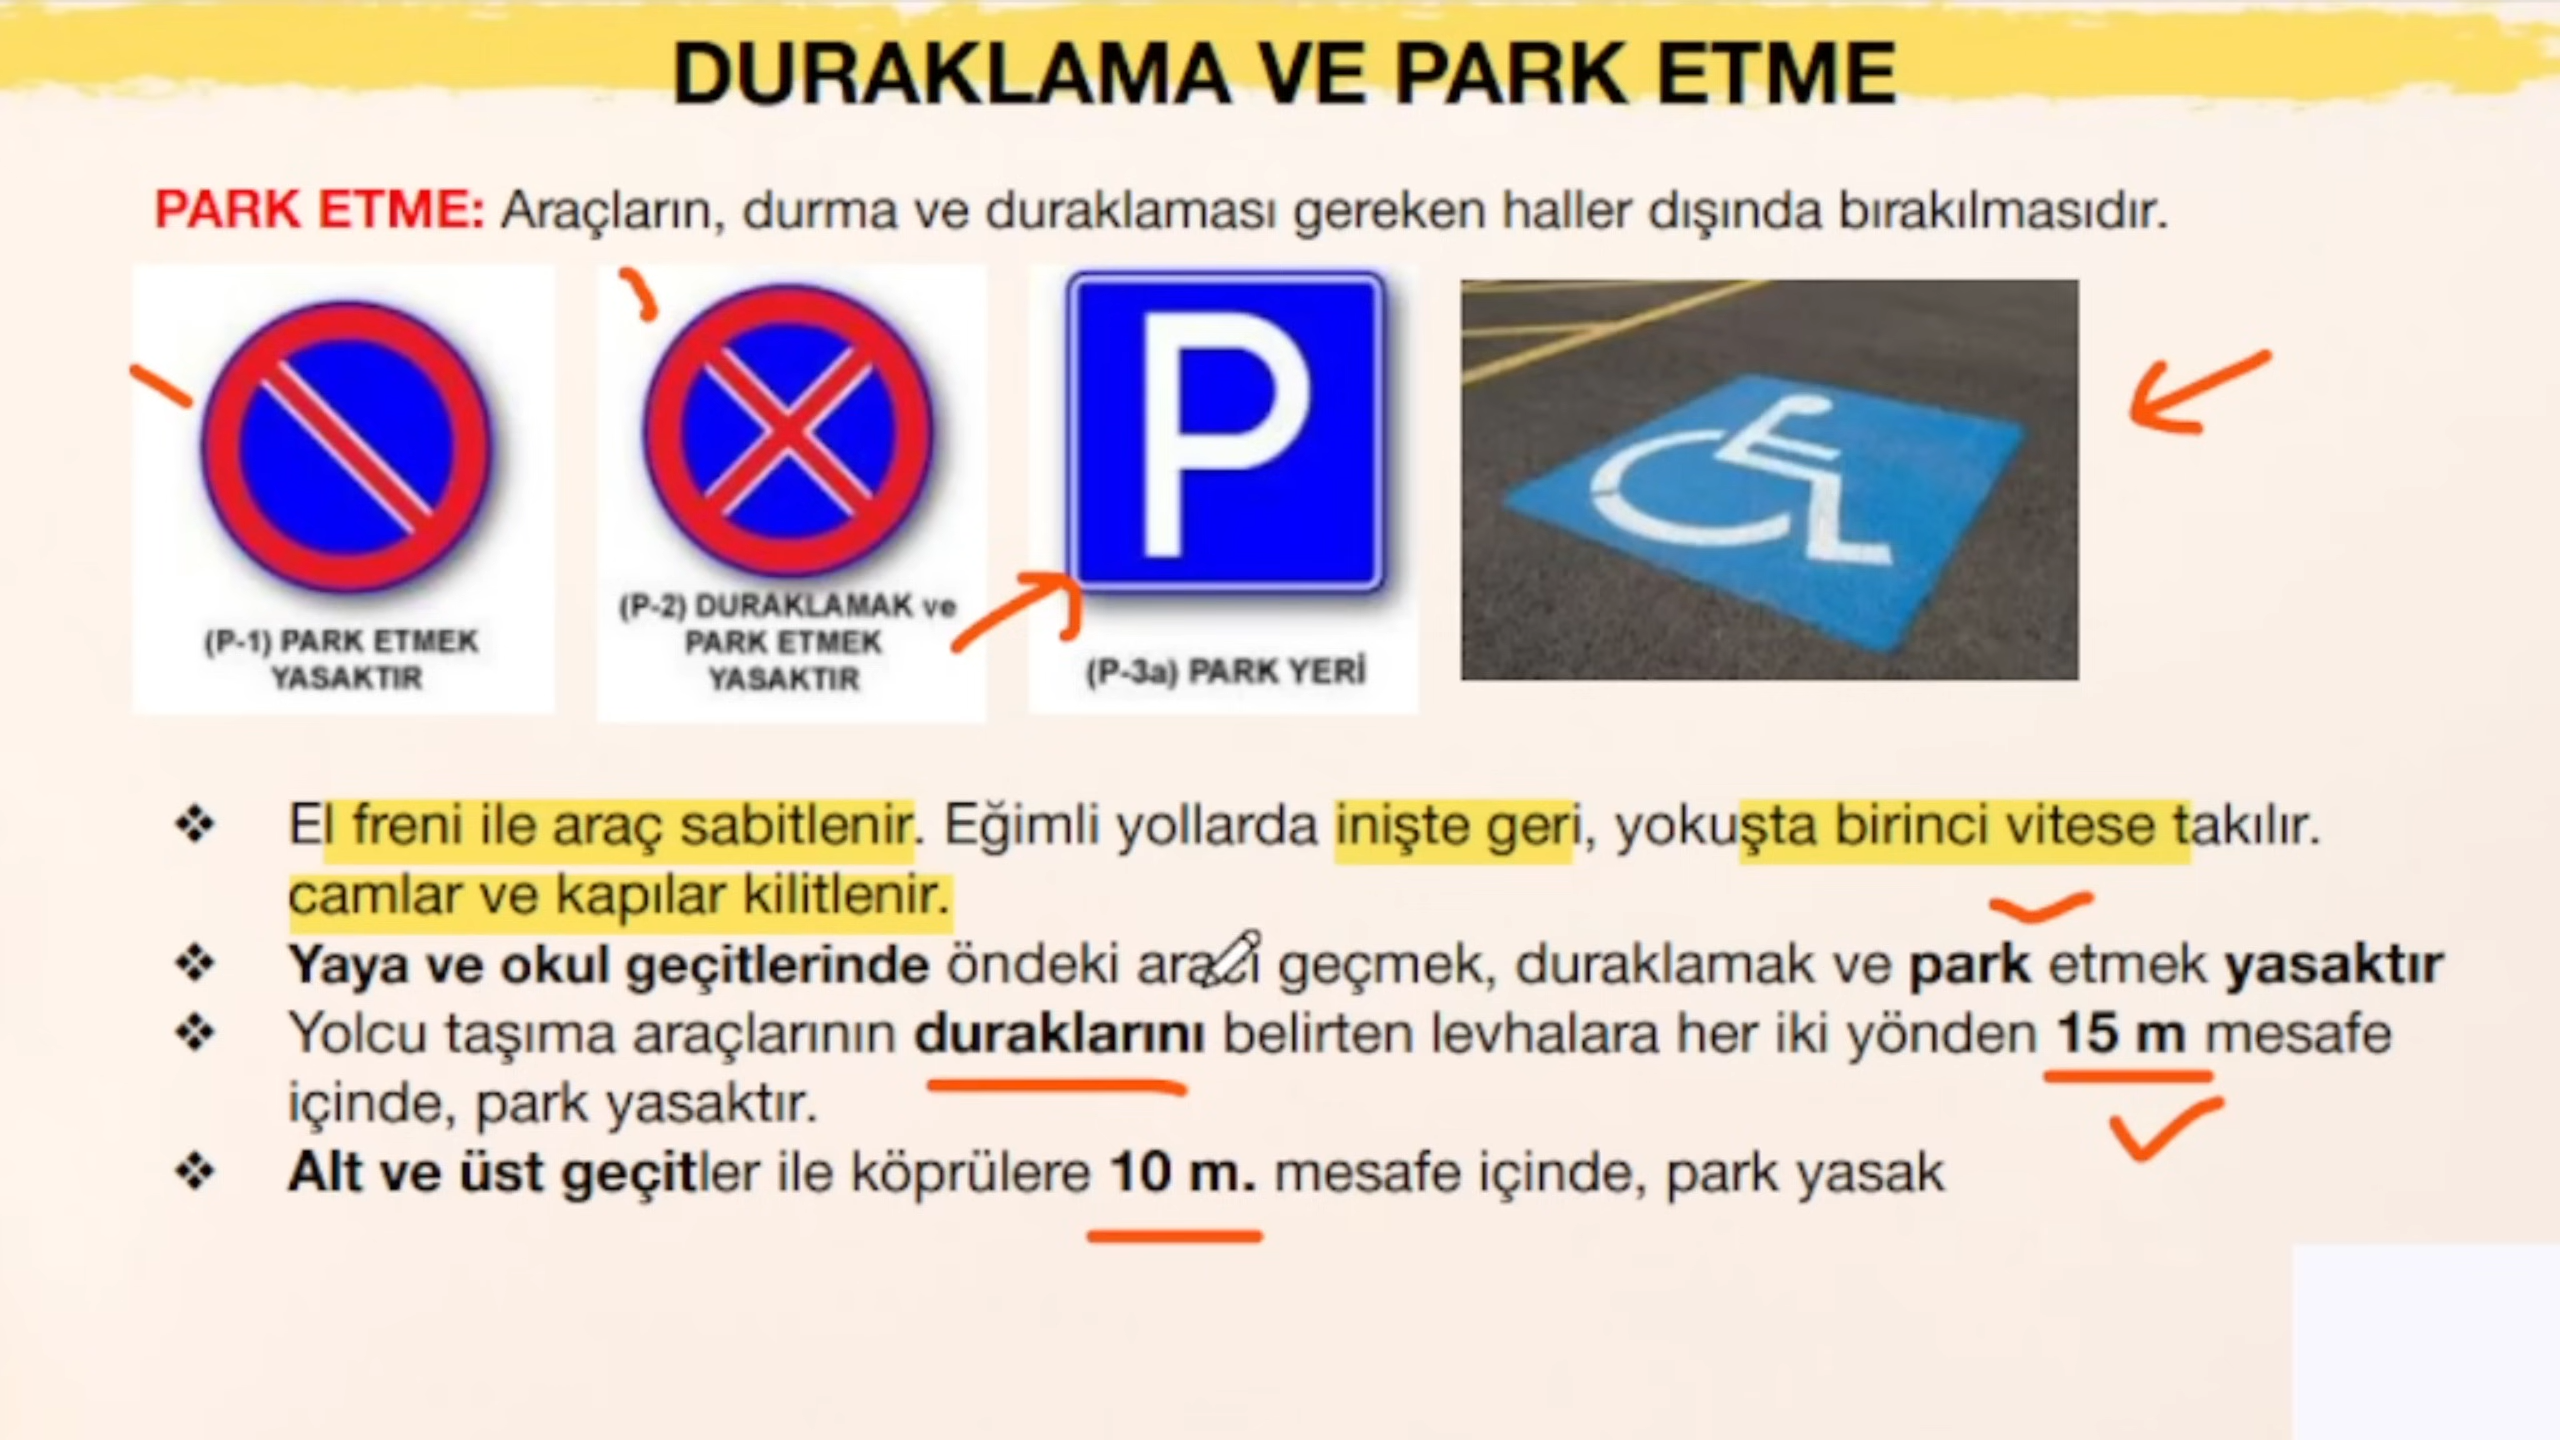 DURAKLAMA VE PARK ETME
PARK ETME: Araçların, durma ve duraklaması gereken haller dışında bırakılmasıdır.
(P-1) PARK ETMEK
YASAKTIR
(P-2) DURAKLAMAK ve
PARK ETMEK
YASAKTIR
P
(P-3a) PARK YERİ
❖ El freni ile araç sabitlenir. Eğimli yollarda inişte geri, yokuşta birinci vitese takılır.
camlar ve kapılar kilitlenir.
❖ Yaya ve okul geçitlerinde öndeki aracı geçmek, duraklamak ve park etmek yasaktır
❖ Yolcu taşıma araçlarının duraklarını belirten levhalara her iki yönden 15 m mesafe
içinde, park yasaktır.
❖ Alt ve üst geçitler ile köprülere 10 m. mesafe içinde, park yasak